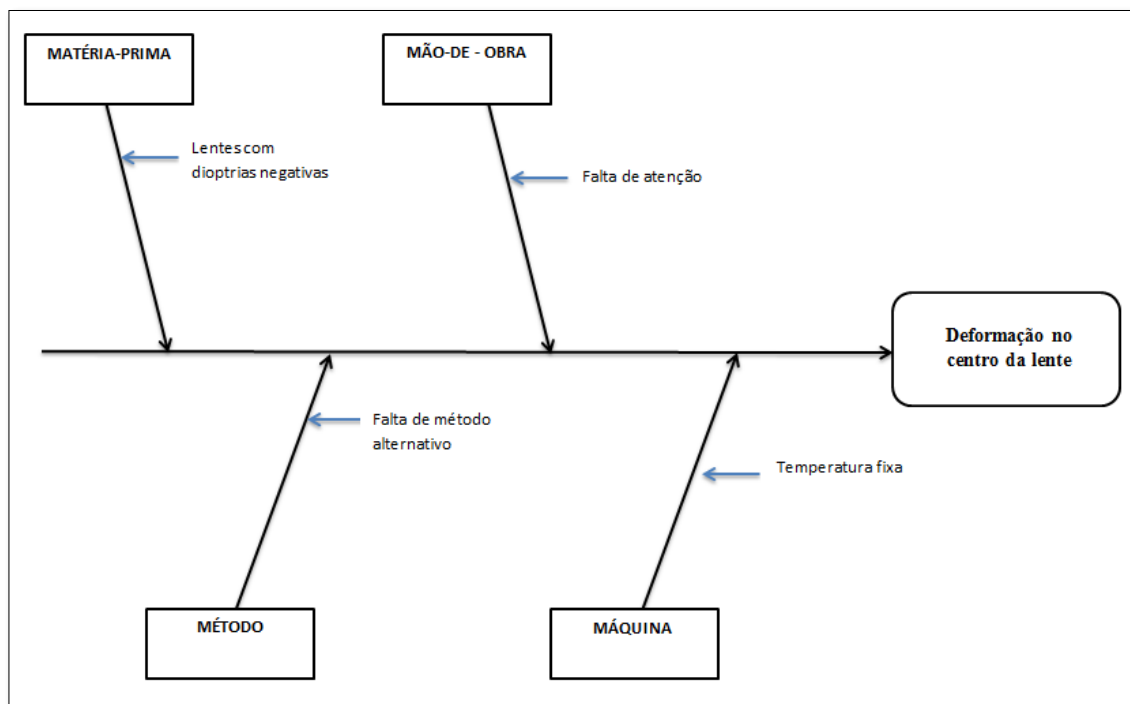 MATÉRIA-PRIMA
MÃO-DE - OBRA
Lentes com
dioptrias negativas
Falta de atenção
Deformação no
centro da lente
Falta de método
alternativo
Temperatura fixa
MÉTODO
MÁQUINA